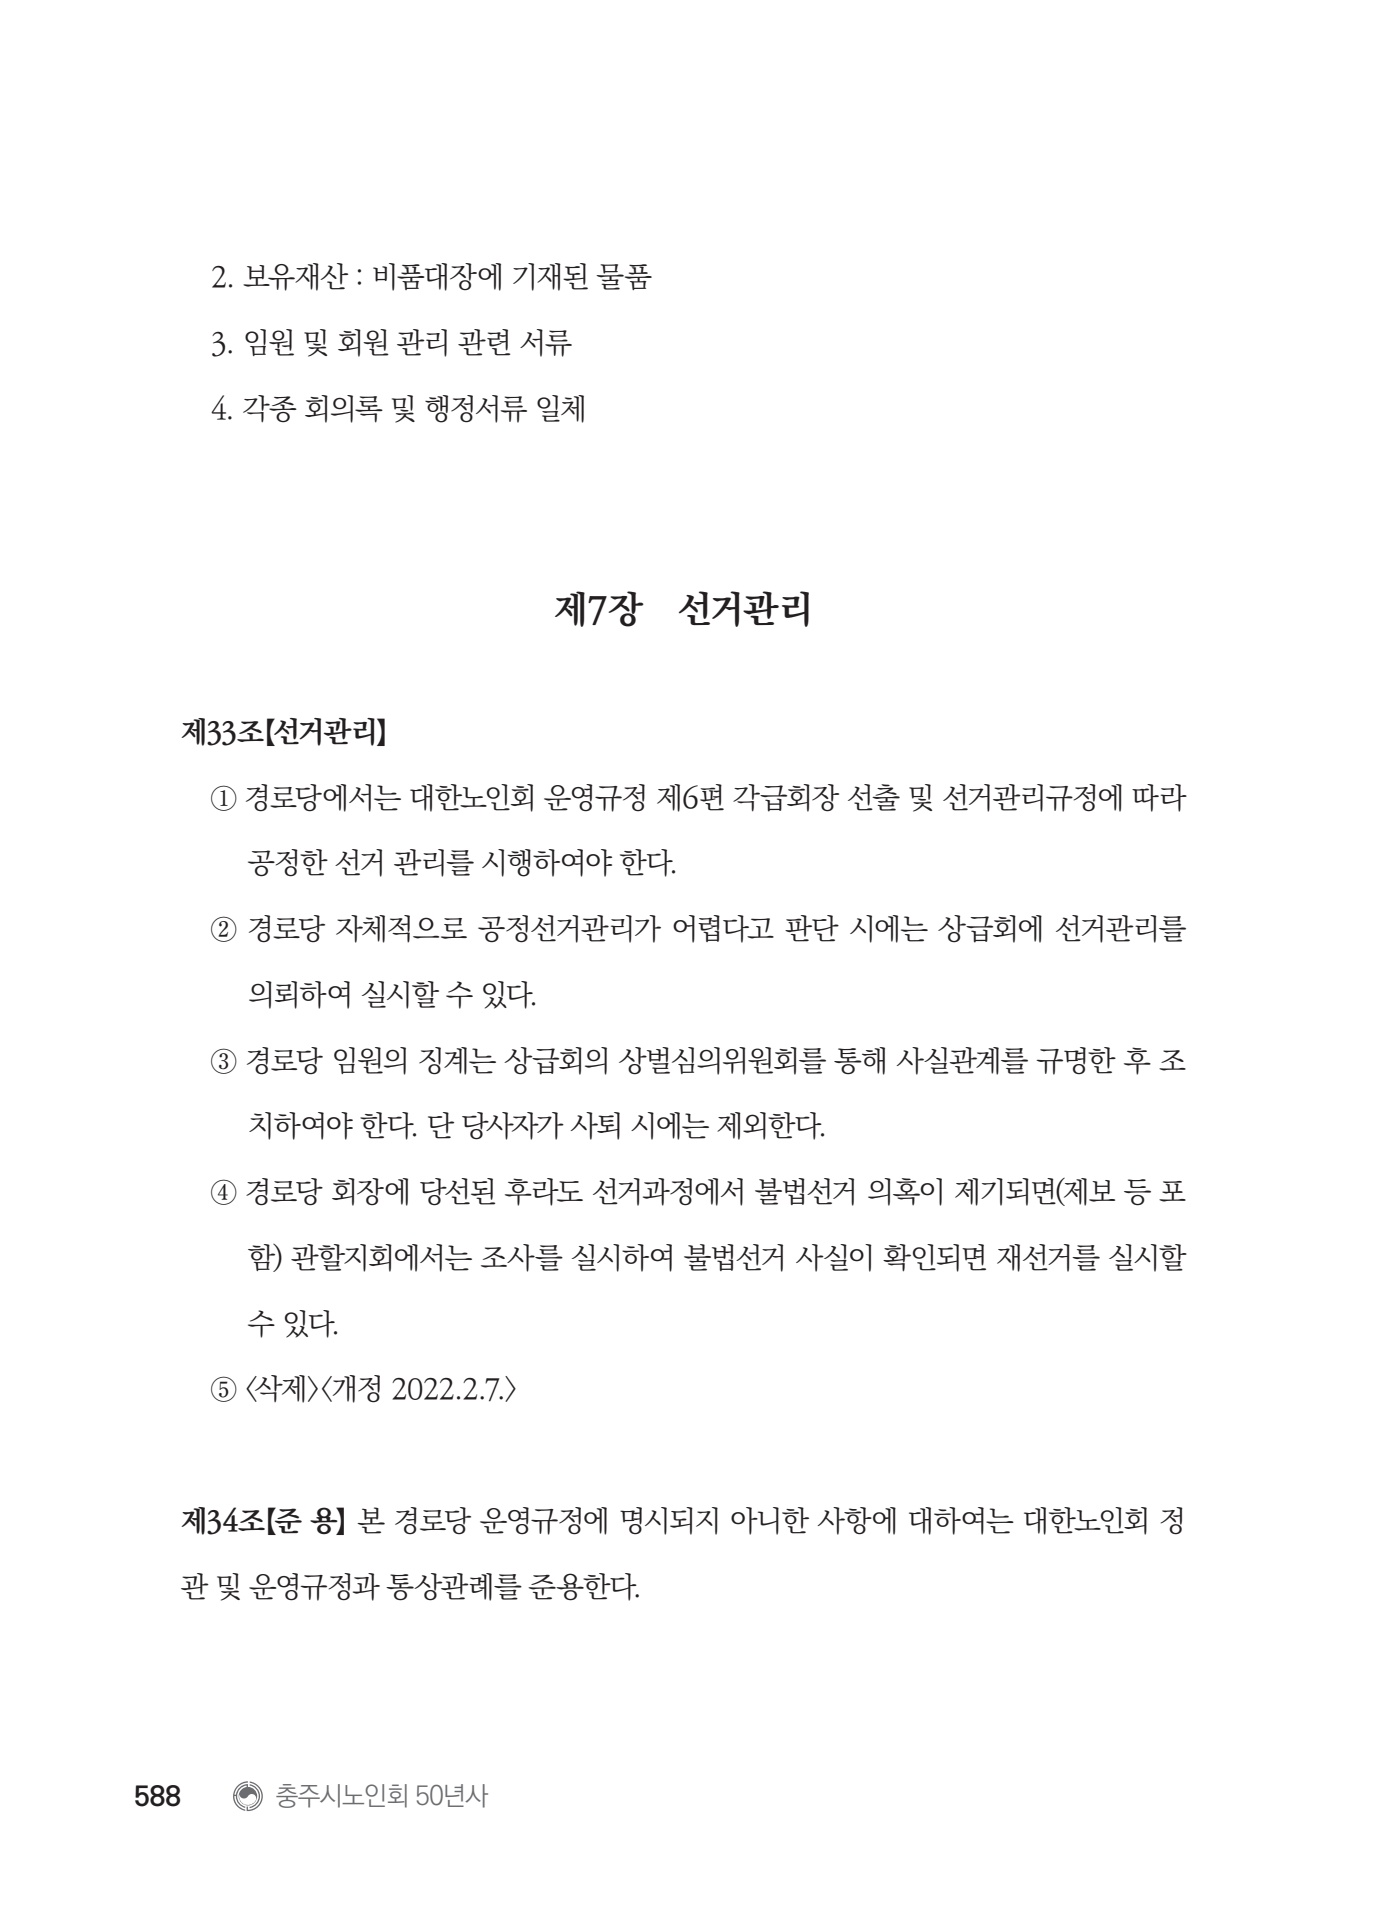 2. 보유재산 : 비품대장에 기재된 물품
3. 임원 및 회원 관리 관련 서류
4. 각종 회의록 및 행정서류 일체
제7장 선거관리
제33조【선거관리】
① 경로당에서는 대한노인회 운영규정 제6편 각급회장 선출 및 선거관리규정에 따라
공정한 선거 관리를 시행하여야 한다.
② 경로당 자체적으로 공정선거관리가 어렵다고 판단 시에는 상급회에 선거관리를
의뢰하여 실시할 수 있다.
③ 경로당 임원의 징계는 상급회의 상벌심의위원회를 통해 사실관계를 규명한 후 조
치하여야 한다. 단 당사자가 사퇴 시에는 제외한다.
④ 경로당 회장에 당선된 후라도 선거과정에서 불법선거 의혹이 제기되면(제보 등 포
함) 관할지회에서는 조사를 실시하여 불법선거 사실이 확인되면 재선거를 실시할
수 있다.
⑤ 〈삭제〉〈개정 2022.2.7.〉
제34조【준 용】 본 경로당 운영규정에 명시되지 아니한 사항에 대하여는 대한노인회 정
관 및 운영규정과 통상관례를 준용한다.
588 충주시노인회 50년사